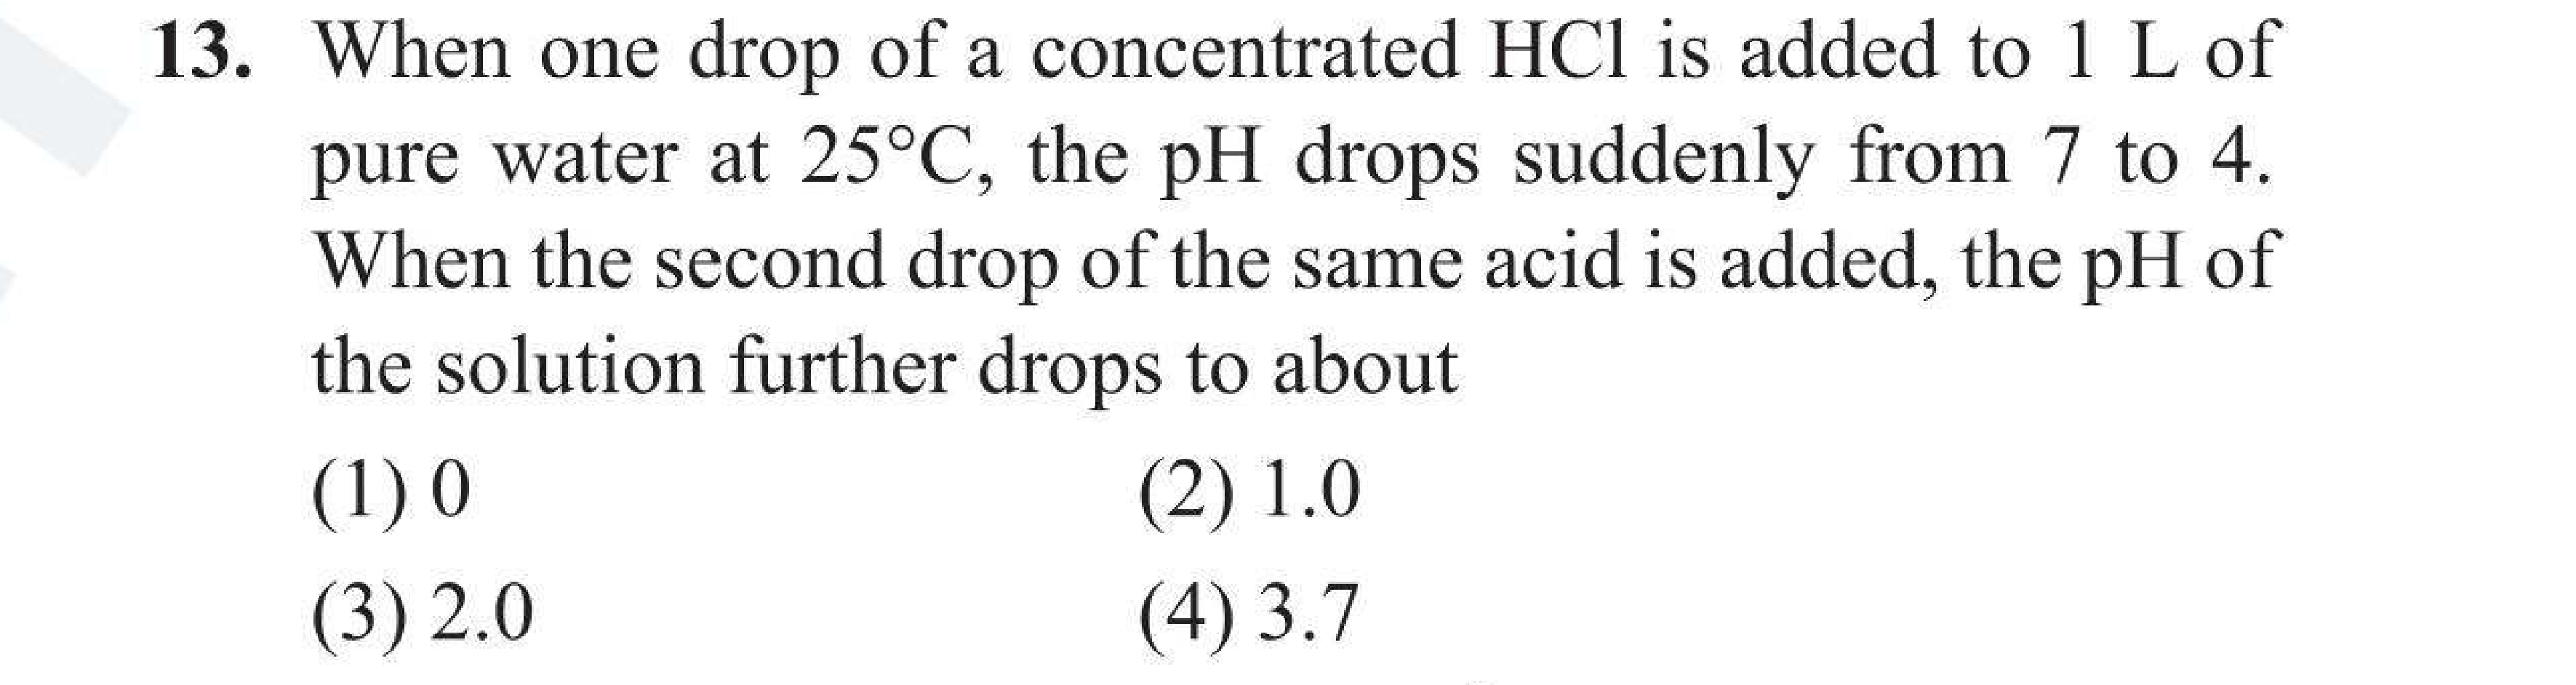 13. When one drop of a concentrated HCl is added to 1 L of
pure water at 25°C, the pH drops suddenly from 7 to 4.
When the second drop of the same acid is added, the pH of
the solution further drops to about
(1) 0 (2) 1.0
(3) 2.0 (4) 3.7